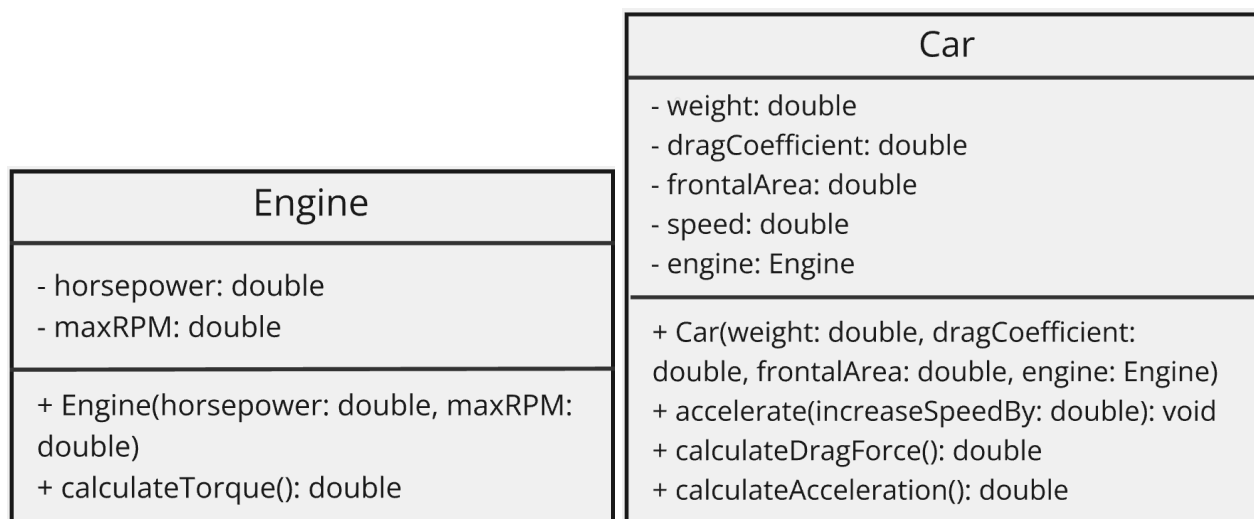 Engine
- horsepower: double
- maxRPM: double
+ Engine(horsepower: double, maxRPM:
double)
+ calculateTorque(): double
Car
- weight: double
- dragCoefficient: double
- frontalArea: double
- speed: double
- engine: Engine
+ Car(weight: double, dragCoefficient:
double, frontalArea: double, engine: Engine)
+ accelerate(increaseSpeedBy: double): void
+ calculateDragForce(): double
+ calculateAcceleration(): double